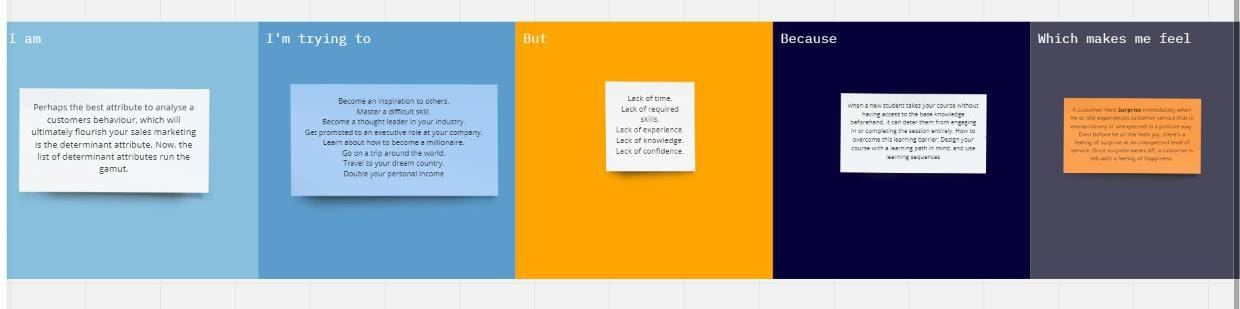 I am
Perhaps the best attribute to analyse a
customers behaviour, which will
ultimately flourish your sales marketing
is the determinant attribute. Now, the
list of determinant attributes run the
gamut.
I'm trying to
Become an inspiration to others.
Master a difficult skill.
Become a thought leader in your industry.
Get promoted to an executive role at your company.
Learn about how to become a millionaire.
Go on a trip around the world.
Travel to your dream country.
Double your personal income
But
Lack of time.
Lack of required
skills.
Lack of experience.
Lack of knowledge.
Lack of confidence.
Because
when a new student takes your course without
having access to the base knowledge
beforehand, it can deter them from engaging
in or completing the session entirely. How to
overcome this learning barrier: Design your
course with a learning path in mind, and use
learning sequences
Which makes me feel
A customer feels Surprise immediately when
he or she experiences customer service that is
extraordinary or unexpected in a positive way.
Even before he or she feels joy, there's a
feeling of surprise at an unexpected level of
service. Once surprise wears off, a customer is
left with a feeling of Happiness.